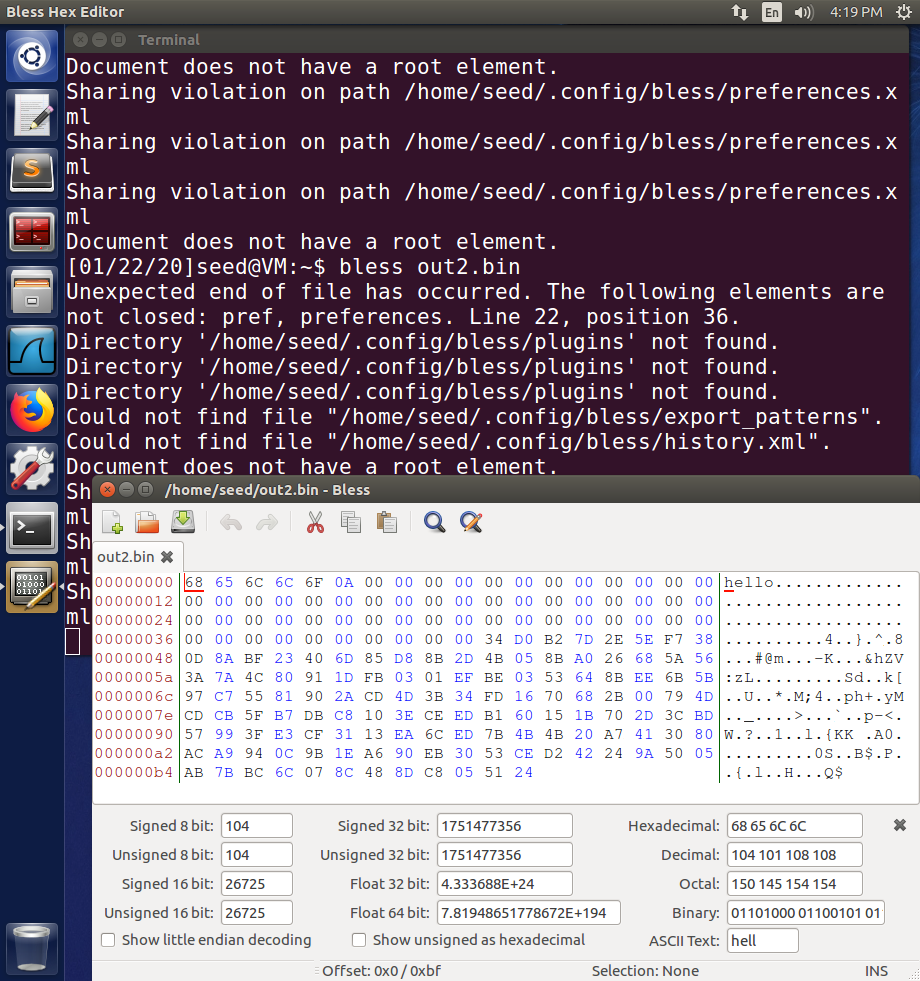 Bless Hex Editor
En
4:19 PM
Terminal
Document does not have a root element.
Sharing violation on path /home/seed/.config/bless/preferences.x
ml
Sharing violation on path /home/seed/.config/bless/preferences.x
ml
Sharing violation on path /home/seed/.config/bless/preferences.x
ml
Document does not have a root element.
[01/22/20]seed@VM:~$ bless out2.bin
Unexpected end of file has occurred. The following elements are
not closed: pref, preferences. Line 22, position 36.
Directory '/home/seed/.config/bless/plugins' not found.
Directory '/home/seed/.config/bless/plugins' not found.
Directory '/home/seed/.config/bless/plugins' not found.
Could not find file "/home/seed/.config/bless/export_patterns".
Could not find file "/home/seed/.config/bless/history.xml".
Document does not have a root element.
Sh
ml
Sh
ml
Sh
ml
/home/seed/out2.bin - Bless
out2.bin
00000000 68 65 6C 6C 6F 0A 00 00 00 00 00 00 00 00 00 00 00 00 hello.............
00000012 00 00 00 00 00 00 00 00 00 00 00 00 00 00 00 00 00 00 ..................
00000024 00 00 00 00 00 00 00 00 00 00 00 00 00 00 00 00 00 00 ..................
00000036 00 00 00 00 00 00 00 00 00 00 34 D0 B2 7D 2E 5E F7 38 ..........4..}.^.8
00000048 0D 8A BF 23 40 6D 85 D8 8B 2D 4B 05 8B A0 26 68 5A 56 ...#@m...-K...&hZV
0000005a 3A 7A 4C 80 91 1D FB 03 01 EF BE 03 53 64 8B EE 6B 5B :zL.........Sd..k[
0000006c 97 C7 55 81 90 2A CD 4D 3B 34 FD 16 70 68 2B 00 79 4D ..U..*.M;4..ph+.yM
0000007e CD CB 5F B7 DB C8 10 3E CE ED B1 60 15 1B 70 2D 3C BD .._....>...`..p-<.
00000090 57 99 3F E3 CF 31 13 EA 6C ED 7B 4B 4B 20 A7 41 30 80 W.?..1..l.{KK .A0.
000000a2 AC A9 94 0C 9B 1E A6 90 EB 30 53 CE D2 42 24 9A 50 05 .........0S..B$.P.
000000b4 AB 7B BC 6C 07 8C 48 8D C8 05 51 24 .{.l..H...Q$
Signed 8 bit: 104 Signed 32 bit: 1751477356 Hexadecimal: 68 65 6C 6C
Unsigned 8 bit: 104 Unsigned 32 bit: 1751477356 Decimal: 104 101 108 108
Signed 16 bit: 26725 Float 32 bit: 4.333688E+24 Octal: 150 145 154 154
Unsigned 16 bit: 26725 Float 64 bit: 7.81948651778672E+194 Binary: 01101000 01100101 01
Show little endian decoding Show unsigned as hexadecimal ASCII Text: hell
Offset: 0x0 / 0xbf Selection: None INS